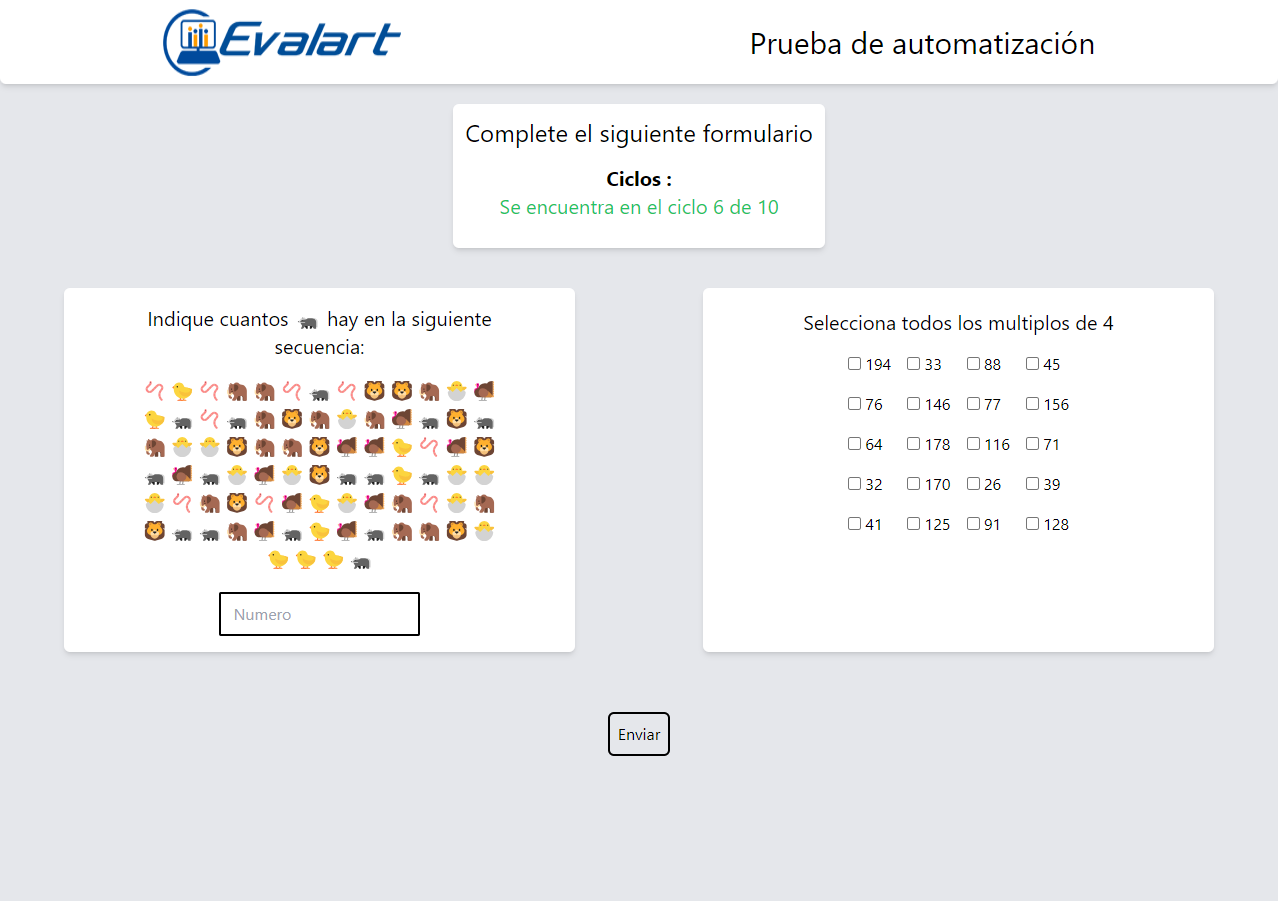 Evalart
Prueba de automatización
Complete el siguiente formulario
Ciclos :
Se encuentra en el ciclo 6 de 10
Indique cuantos hay en la siguiente
secuencia:
Numero
Selecciona todos los multiplos de 4
194 33 88 45
76 146 77 156
64 178 116 71
32 170 26 39
41 125 91 128
Enviar